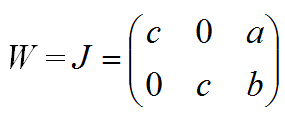 W = J = ( c 0 a
0 c b )